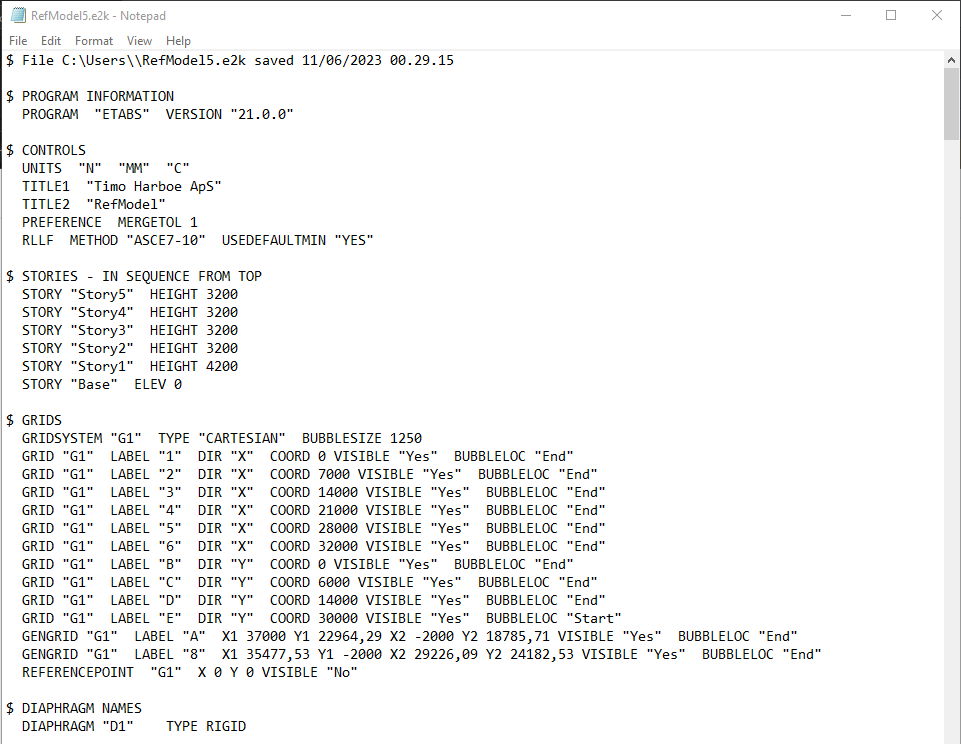 RefModel5.e2k - Notepad
File Edit Format View Help
$ File C:\Users\\RefModel5.e2k saved 11/06/2023 00.29.15
$ PROGRAM INFORMATION
PROGRAM "ETABS" VERSION "21.0.0"
$ CONTROLS
UNITS "N" "MM" "C"
TITLE1 "Timo Harboe ApS"
TITLE2 "RefModel"
PREFERENCE MERGETOL 1
RLLF METHOD "ASCE7-10" USEDEFAULTMIN "YES"
$ STORIES - IN SEQUENCE FROM TOP
STORY "Story5" HEIGHT 3200
STORY "Story4" HEIGHT 3200
STORY "Story3" HEIGHT 3200
STORY "Story2" HEIGHT 3200
STORY "Story1" HEIGHT 4200
STORY "Base" ELEV 0
$ GRIDS
GRIDSYSTEM "G1" TYPE "CARTESIAN" BUBBLESIZE 1250
GRID "G1" LABEL "1" DIR "X" COORD 0 VISIBLE "Yes" BUBBLELOC "End"
GRID "G1" LABEL "2" DIR "X" COORD 7000 VISIBLE "Yes" BUBBLELOC "End"
GRID "G1" LABEL "3" DIR "X" COORD 14000 VISIBLE "Yes" BUBBLELOC "End"
GRID "G1" LABEL "4" DIR "X" COORD 21000 VISIBLE "Yes" BUBBLELOC "End"
GRID "G1" LABEL "5" DIR "X" COORD 28000 VISIBLE "Yes" BUBBLELOC "End"
GRID "G1" LABEL "6" DIR "X" COORD 32000 VISIBLE "Yes" BUBBLELOC "End"
GRID "G1" LABEL "B" DIR "Y" COORD 0 VISIBLE "Yes" BUBBLELOC "End"
GRID "G1" LABEL "C" DIR "Y" COORD 6000 VISIBLE "Yes" BUBBLELOC "End"
GRID "G1" LABEL "D" DIR "Y" COORD 14000 VISIBLE "Yes" BUBBLELOC "End"
GRID "G1" LABEL "E" DIR "Y" COORD 30000 VISIBLE "Yes" BUBBLELOC "Start"
GENGRID "G1" LABEL "A" X1 37000 Y1 22964,29 X2 -2000 Y2 18785,71 VISIBLE "Yes" BUBBLELOC "End"
GENGRID "G1" LABEL "8" X1 35477,53 Y1 -2000 X2 29226,09 Y2 24182,53 VISIBLE "Yes" BUBBLELOC "End"
REFERENCEPOINT "G1" X 0 Y 0 VISIBLE "No"
$ DIAPHRAGM NAMES
DIAPHRAGM "D1" TYPE RIGID